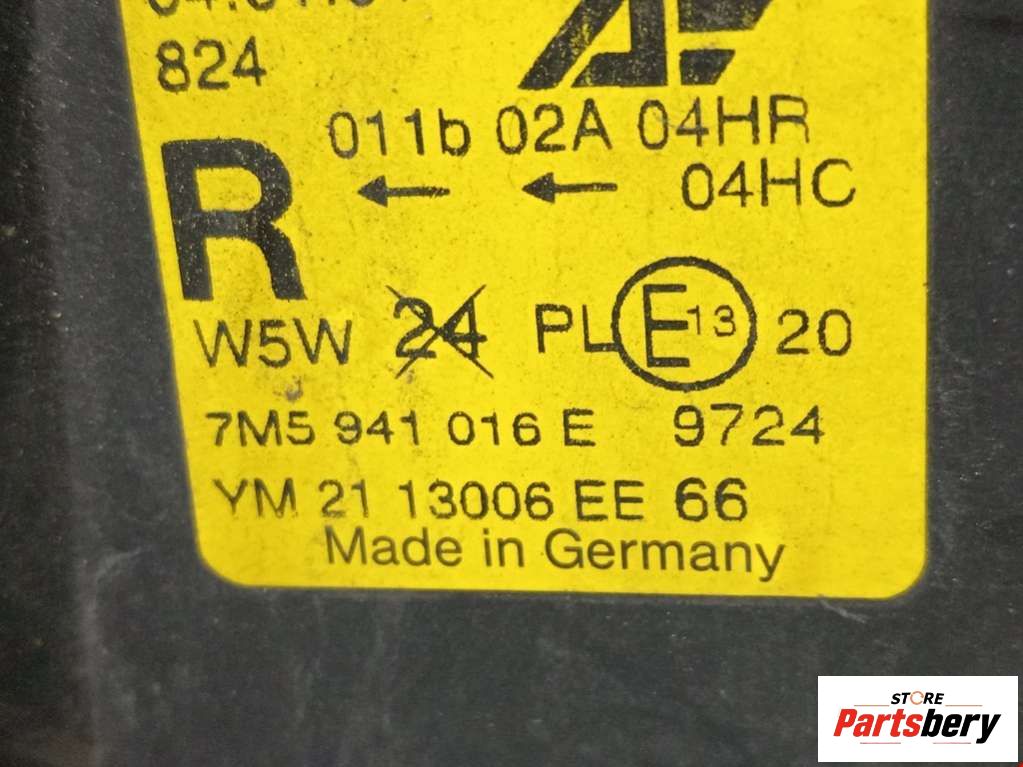 824
011b 02A 04HR
04HC
R
W5W 24 PL E 13 20
7M5 941 016 E 9724
YM 21 13006 EE 66
Made in Germany
STORE
Partsbery